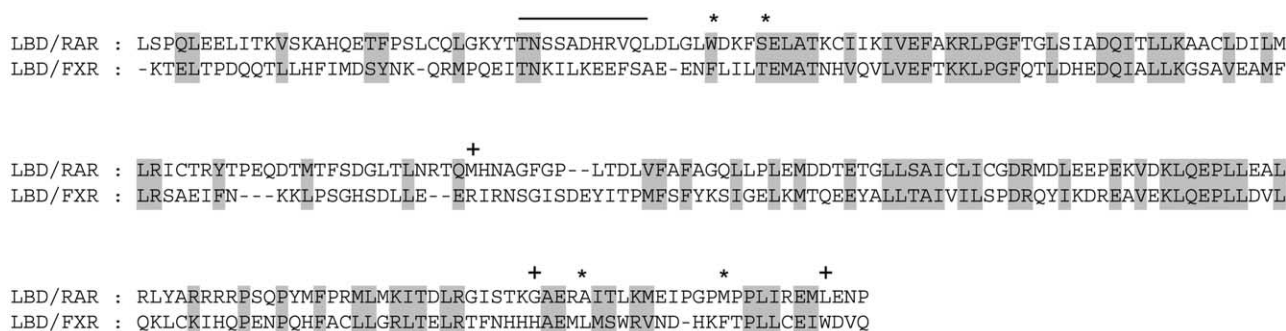 * *
LBD/RAR : LSPQLEELITKVSKAHQETFPSLCQLGKYTTNSSADHRVQLDLGLWDKFSELATKCIIKIVEFAKRLPGFTGLSIADQITLLKAACLDILM
LBD/FXR : -KTELTPDQQTLLHFIMDSYNK-QRMPQEITNKILKEEFSAE-ENFLILTEMATNHVQVLVEFTKKLPGFQTLDHEDQIALLKGSAVEAMF
+
LBD/RAR : LRICTRYTPEQDTMTFSDGLTLNRTQMHNAGFGP--LTDLVFAFAGQLLPLEMDDTETGLLSAICLICGDRMDLEEPEKVDKLQEPLLEAL
LBD/FXR : LRSAEIFN---KKLPSGHSDLLE--ERIRNSGISDEYITPMFSFYKSIGELKMTQEEYALLTAIVILSPDRQYIKDREAVEKLQEPLLDVL
+ * * +
LBD/RAR : RLYARRRRPSQPYMFPRMLMKITDLRGISTKGAERAITLKMEIPGPMPPLIREMLENP
LBD/FXR : QKLCKIHQPENPQHFACLLGRLTELRTFNHHHAEMLMSWRVND-HKFTPLLCEIWDVQ